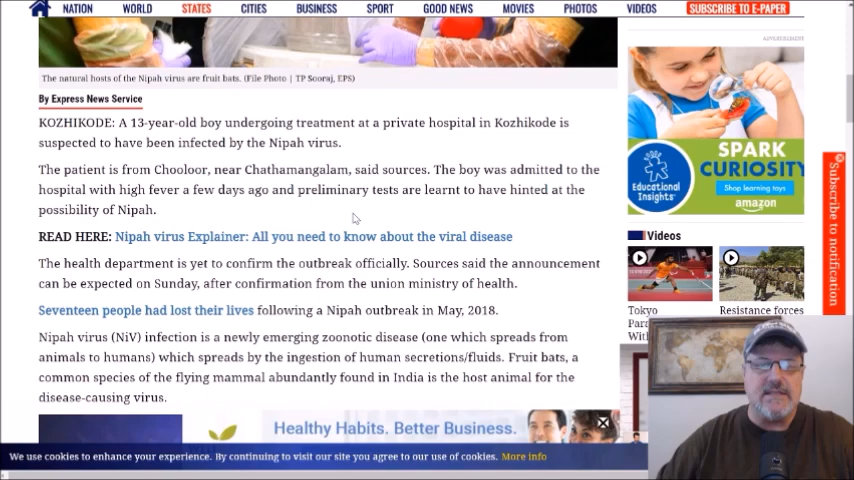 NATION WORLD STATES CITIES BUSINESS SPORT GOOD NEWS MOVIES PHOTOS VIDEOS SUBSCRIBE TO E-PAPER
ADVERTISEMENT
The natural hosts of the Nipah virus are fruit bats. (File Photo | TP Sooraj, EPS)
By Express News Service
KOZHIKODE: A 13-year-old boy undergoing treatment at a private hospital in Kozhikode is
suspected to have been infected by the Nipah virus.
The patient is from Chooloor, near Chathamangalam, said sources. The boy was admitted to the
hospital with high fever a few days ago and preliminary tests are learnt to have hinted at the
possibility of Nipah.
READ HERE: Nipah virus Explainer: All you need to know about the viral disease
The health department is yet to confirm the outbreak officially. Sources said the announcement
can be expected on Sunday, after confirmation from the union ministry of health.
Seventeen people had lost their lives following a Nipah outbreak in May, 2018.
Nipah virus (NiV) infection is a newly emerging zoonotic disease (one which spreads from
animals to humans) which spreads by the ingestion of human secretions/fluids. Fruit bats, a
common species of the flying mammal abundantly found in India is the host animal for the
disease-causing virus.
Healthy Habits. Better Business.
We use cookies to enhance your experience. By continuing to visit our site you agree to our use of cookies. More info
SPARK
CURIOSITY
Educational
Insights
Shop learning toys
amazon
Subscribe to notification
Videos
Tokyo
Para
Wit
Resistance forces